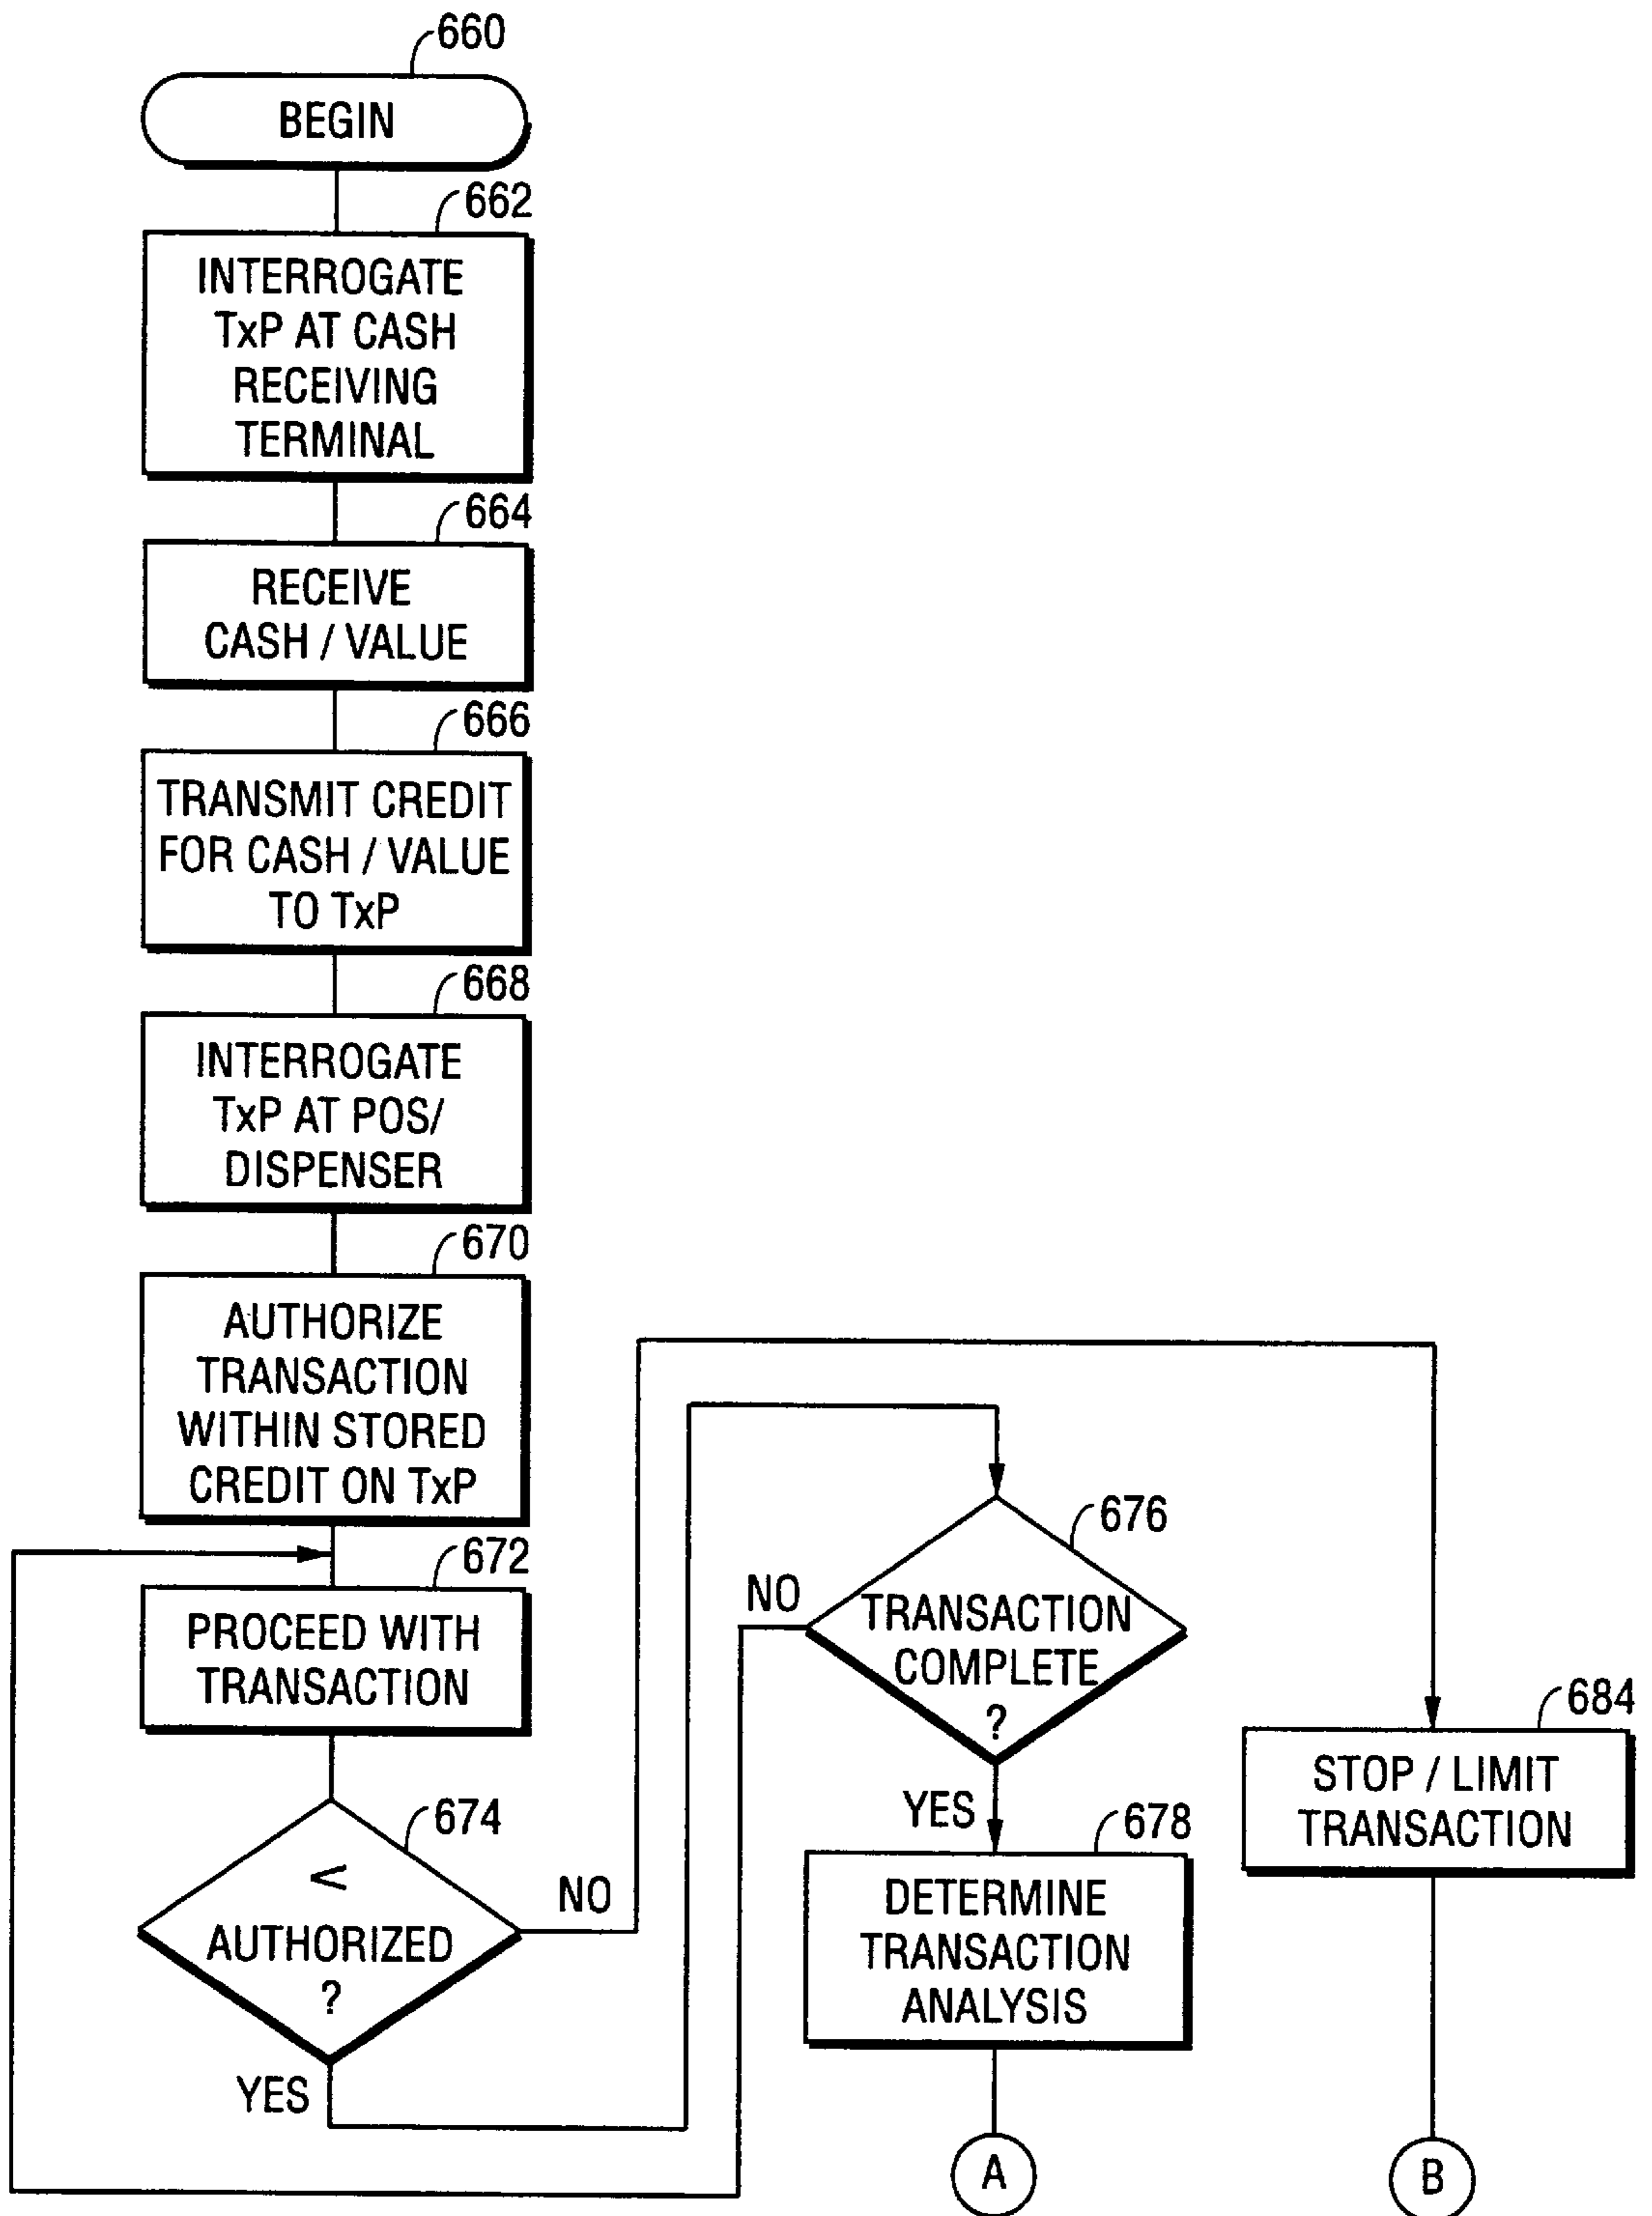 660
BEGIN
662
INTERROGATE
TxP AT CASH
RECEIVING
TERMINAL
664
RECEIVE
CASH / VALUE
666
TRANSMIT CREDIT
FOR CASH / VALUE
TO TxP
668
INTERROGATE
TxP AT POS/
DISPENSER
670
AUTHORIZE
TRANSACTION
WITHIN STORED
CREDIT ON TxP
672
PROCEED WITH
TRANSACTION
674
<
AUTHORIZED
?
NO
YES
676
TRANSACTION
COMPLETE
?
NO
YES
678
DETERMINE
TRANSACTION
ANALYSIS
A
684
STOP / LIMIT
TRANSACTION
B